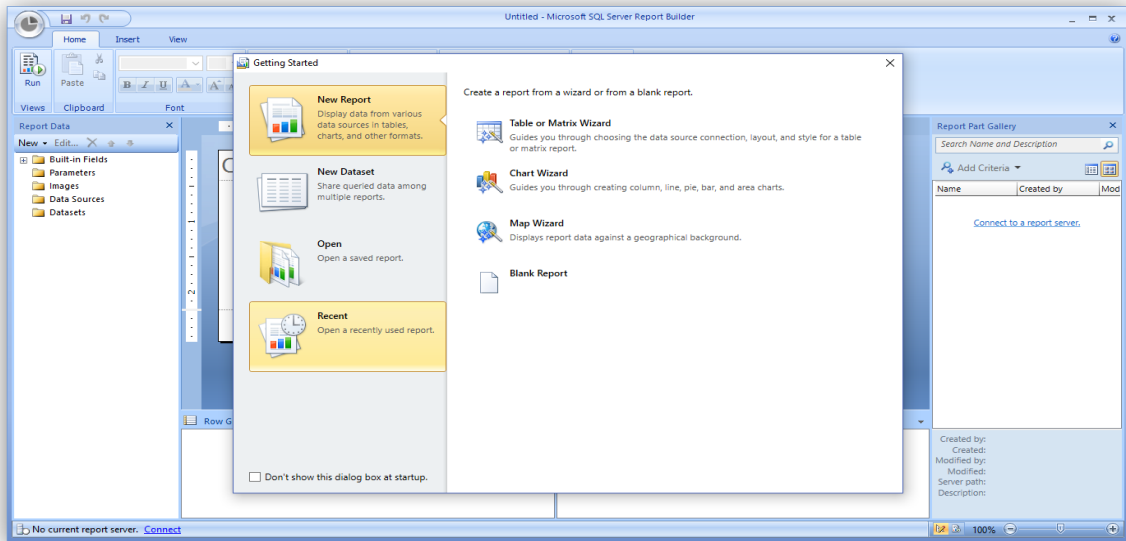 Untitled - Microsoft SQL Server Report Builder
Home Insert View
Run
Paste
B I U A A
Views Clipboard Font
Report Data
New Edit...
Built-in Fields
Parameters
Images
Data Sources
Datasets
Row G
Getting Started
New Report
Display data from various
data sources in tables,
charts, and other formats.
New Dataset
Share queried data among
multiple reports.
Open
Open a saved report.
Recent
Open a recently used report.
Don't show this dialog box at startup.
Create a report from a wizard or from a blank report.
Table or Matrix Wizard
Guides you through choosing the data source connection, layout, and style for a table
or matrix report.
Chart Wizard
Guides you through creating column, line, pie, bar, and area charts.
Map Wizard
Displays report data against a geographical background.
Blank Report
Report Part Gallery
Search Name and Description
Add Criteria
Name Created by Mod
Connect to a report server.
Created by:
Created:
Modified by:
Modified:
Server path:
Description:
No current report server. Connect
100%